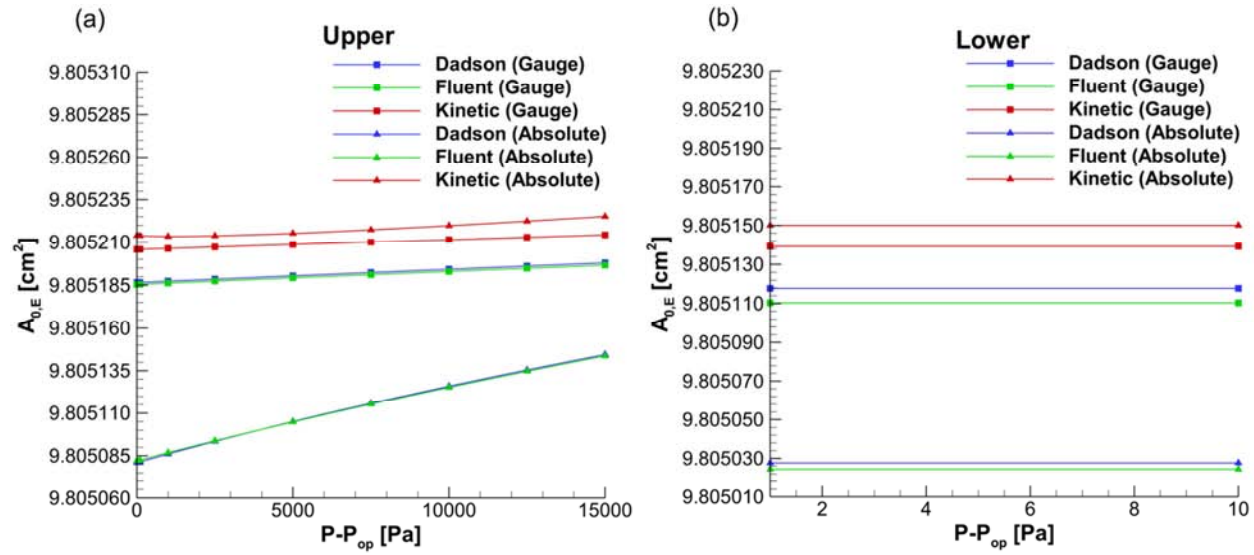 (a)
Upper
Dadson (Gauge)
Fluent (Gauge)
Kinetic (Gauge)
Dadson (Absolute)
Fluent (Absolute)
Kinetic (Absolute)
9.805310
9.805285
9.805260
9.805235
9.805210
9.805185
9.805160
9.805135
9.805110
9.805085
9.805060
A0,E [cm2]
0 5000 10000 15000
P-Pop [Pa]
(b)
Lower
Dadson (Gauge)
Fluent (Gauge)
Kinetic (Gauge)
Dadson (Absolute)
Fluent (Absolute)
Kinetic (Absolute)
9.805230
9.805210
9.805190
9.805170
9.805150
9.805130
9.805110
9.805090
9.805070
9.805050
9.805030
9.805010
A0,E [cm2]
2 4 6 8 10
P-Pop [Pa]